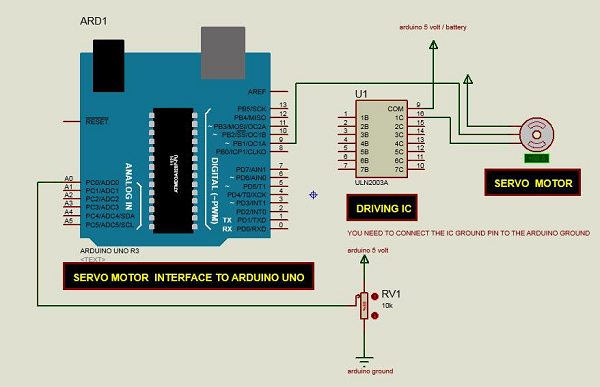 ARD1
ARDUINO UNO R3
<TEXT>
RESET
AREF
PB5/SCK
PB4/MISO
~PB3/MOSI/OC2A
~ PB2/SS/OC1B
~ PB1/OC1A
PB0/ICP1/CLKO
13
12
11
10
9
8
PD7/AIN1
~ PD6/AIN0
~ PD5/T1
PD4/T0/XCK
~ PD3/INT1
PD2/INT0
TX PD1/TXD
RX PD0/RXD
7
6
5
4
3
2
1
0
A0
A1
A2
A3
A4
A5
PC0/ADC0
PC1/ADC1
PC2/ADC2
PC3/ADC3
PC4/ADC4/SDA
PC5/ADC5/SCL
ANALOG IN
DIGITAL (~PWM)
SERVO MOTOR INTERFACE TO ARDUINO UNO
arduino 5 volt / battery
U1
1 1B
2 2B
3 3B
4 4B
5 5B
6 6B
7 7B
COM 9
1C 16
2C 15
3C 14
4C 13
5C 12
6C 11
7C 10
ULN2003A
DRIVING IC
SERVO MOTOR
YOU NEED TO CONNECT THE IC GROUND PIN TO THE ARDUINO GROUND
arduino 5 volt
RV1
10k
arduino ground